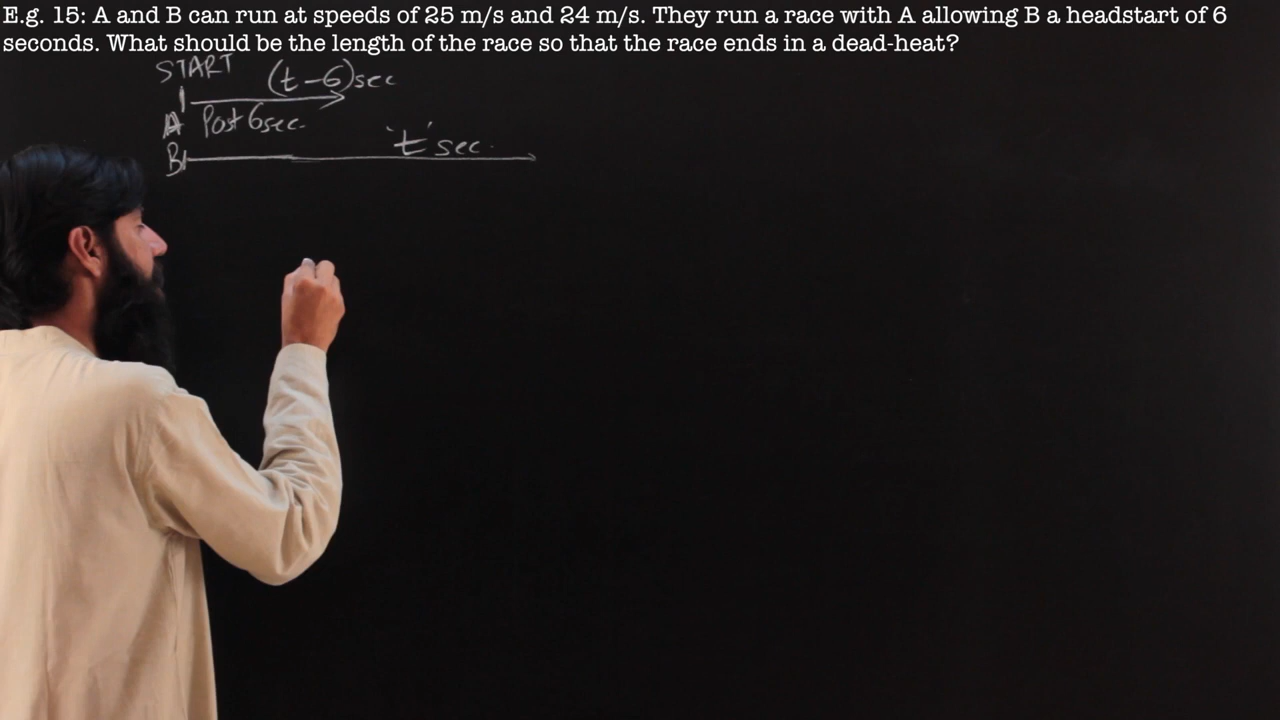 E.g. 15: A and B can run at speeds of 25 m/s and 24 m/s. They run a race with A allowing B a headstart of 6
seconds. What should be the length of the race so that the race ends in a dead-heat?
START (t-6)sec
A Post 6sec.
B 't' sec.